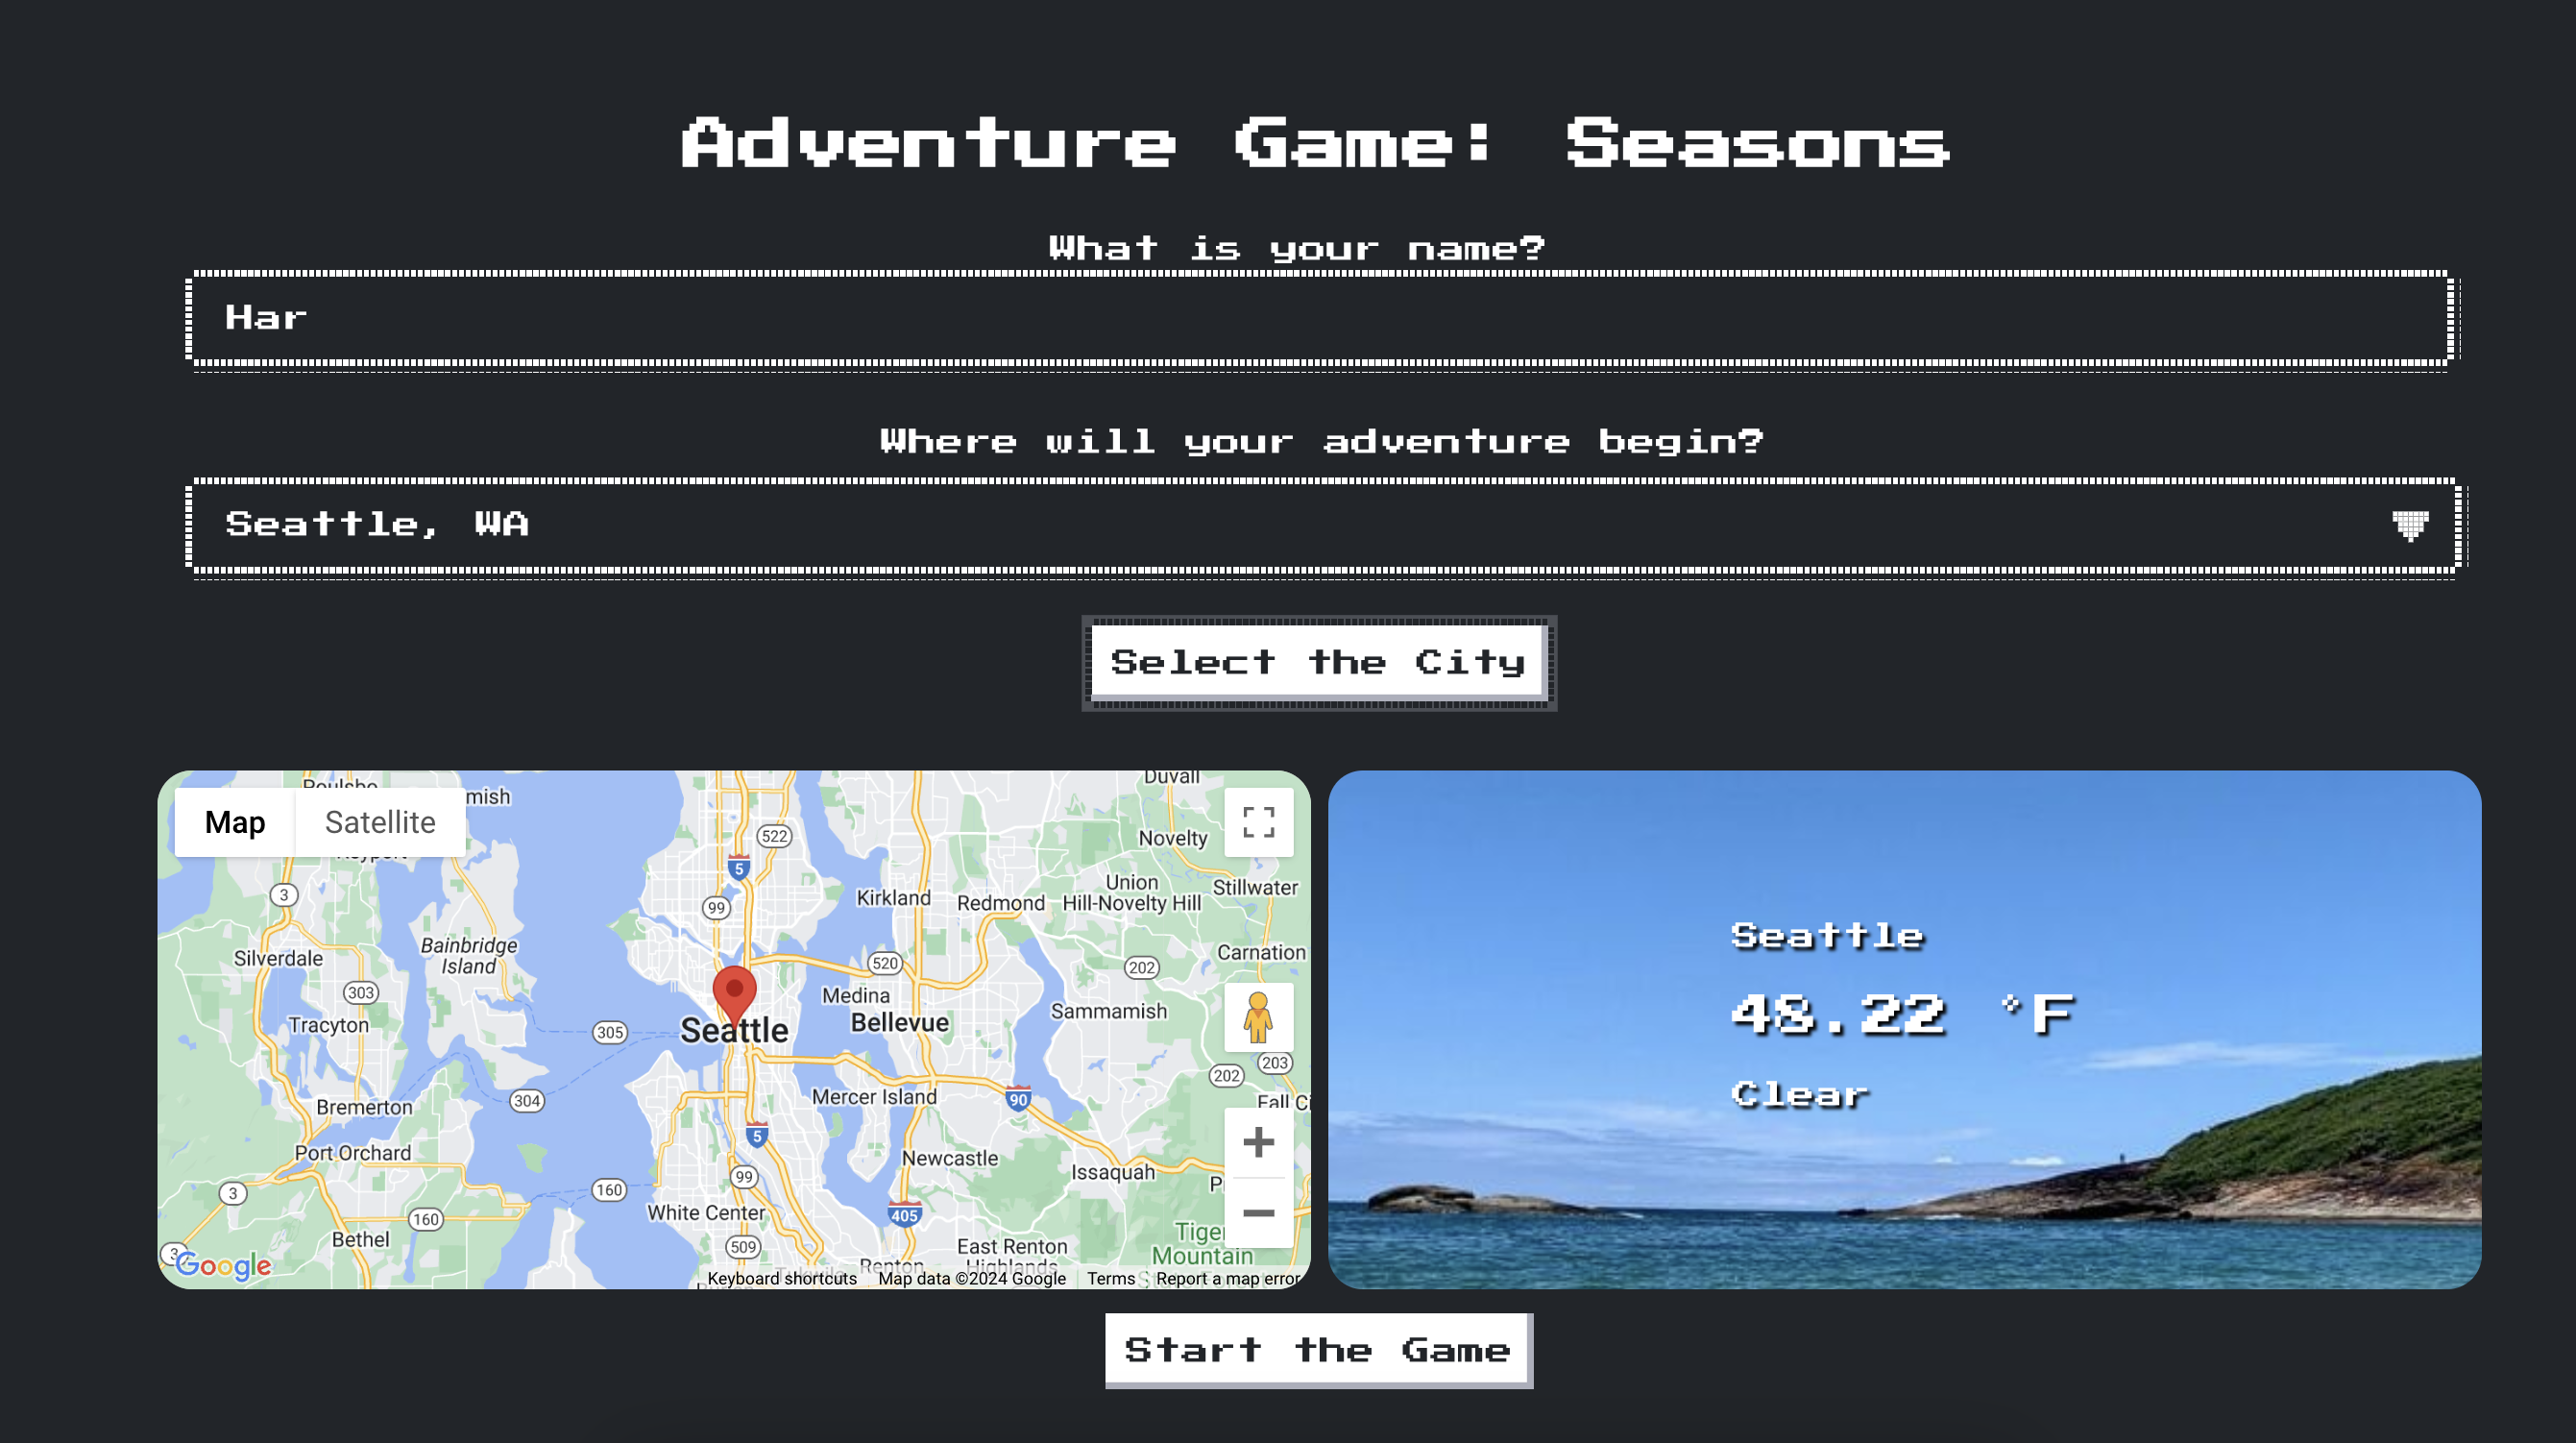 Adventure Game: Seasons
What is your name?
Har
Where will your adventure begin?
Seattle, WA
Select the City
Map
Satellite
mish
Duvall
522
Novelty
5
3
99
Kirkland
Redmond
Union
Hill-Novelty Hill
Stillwater
Silverdale
Bainbridge
Island
520
202
Carnation
303
Medina
Sammamish
Tracyton
305
Seattle
Bellevue
202
203
304
Mercer Island
90
Fall Ci
Bremerton
5
Port Orchard
Newcastle
Issaquah
P
3
160
99
160
White Center
405
Bethel
509
East Renton
Highlands
Tiger
Mountain
3
Google
Renton
Keyboard shortcuts
Map data ©2024 Google
Terms
Report a map error
Seattle
48.22 °F
Clear
Start the Game